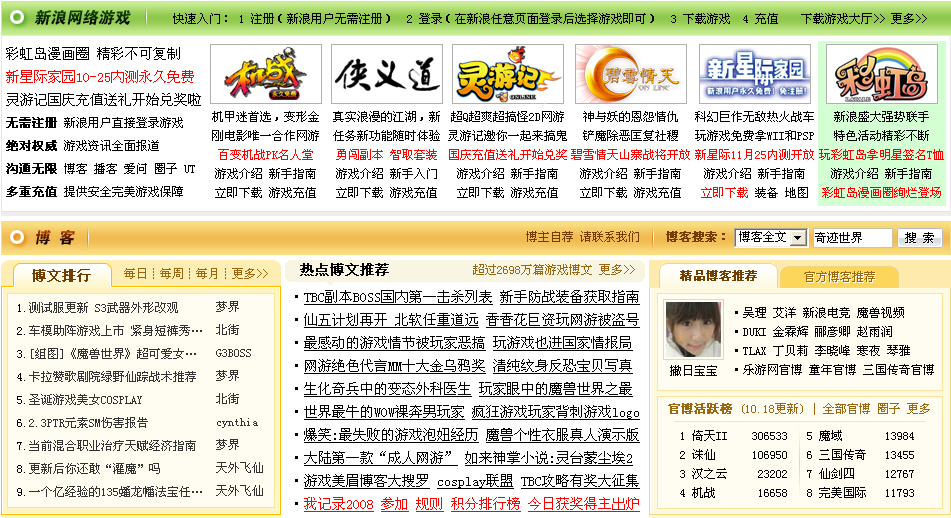 新浪网络游戏 快速入门： 1 注册(新浪用户无需注册) 2 登录(在新浪任意页面登录后选择游戏即可) 3 下载游戏 4 充值 下载游戏大厅>> 更多>>
彩虹岛漫画圈 精彩不可复制
新星际家园10-25内测永久免费
灵游记国庆充值送礼开始兑奖啦
无需注册 新浪用户直接登录游戏
绝对权威 游戏资讯全面报道
沟通无限 博客 播客 爱问 圈子 UT
多重充值 提供安全完美游戏保障
机战
永久免费
机甲迷首选，变形金
刚电影唯一合作网游
百变机战PK名人堂
游戏介绍 新手指南
立即下载 游戏充值
侠义道
真实浪漫的江湖，新
任务新功能随时体验
勇闯副本 智取套装
游戏介绍 新手入门
立即下载 游戏充值
灵游记
ONLINE
超Q超爽超搞怪2D网游
灵游记邀你一起来搞鬼
国庆充值送礼开始兑奖
游戏介绍 新手指南
立即下载 游戏充值
碧雪情天
ON LINE
神与妖的恩怨情仇
铲魔除恶匡复社稷
碧雪情天山寨战将开放
游戏介绍 新手指南
立即下载 游戏充值
新星际家园
新浪用户永久免费！免注册！
科幻巨作无敌热火战车
玩游戏免费拿WII和PSP
新星际11月25内测开放
游戏介绍 新手指南
立即下载 装备 地图
彩虹岛
新浪盛大强势联手
特色活动精彩不断
玩彩虹岛拿明星签名T恤
游戏介绍 新手指南
彩虹岛漫画圈绚烂登场
博 客 博主自荐 请联系我们 博客搜索： 博客全文 奇迹世界 搜 索
博文排行 每日 | 每周 | 每月 | 更多>>
1.测试服更新 S3武器外形改观 梦界
2.车模助阵游戏上市 紧身短裤秀… 北街
3.[组图]《魔兽世界》超可爱女… G3BOSS
4.卡拉赞歌剧院绿野仙踪战术推荐 梦界
5.圣诞游戏美女COSPLAY 北街
6.2.3PTR元素SM伤害报告 cynthia
7.当前混合职业治疗天赋经济指南 梦界
8.更新后你还敢“灌魔”吗 天外飞仙
9.一个亿经验的135蟠龙幡法宝任… 天外飞仙
热点博文推荐 超过2698万篇游戏博文 更多>>
TBC副本BOSS国内第一击杀列表 新手防战装备获取指南
仙五计划再开 北软任重道远 香香花巨资玩网游被盗号
最感动的游戏情节被玩家恶搞 玩游戏也进国家情报局
网游绝色代言MM十大金乌鸦奖 清纯纹身反恐宝贝写真
生化奇兵中的变态外科医生 玩家眼中的魔兽世界之最
世界最牛的WOW裸奔男玩家 疯狂游戏玩家背刺游戏logo
爆笑:最失败的游戏泡妞经历 魔兽个性衣服真人演示版
大陆第一款“成人网游” 如来神掌小说:灵台蒙尘埃2
游戏美眉博客大搜罗 cosplay联盟 TBC攻略有奖大征集
我记录2008 参加 规则 积分排行榜 今日获奖得主出炉
精品博客推荐 官方博客推荐
撇日宝宝
吴理 艾洋 新浪电竞 魔兽视频
DUKI 金霖辉 郦彦卿 赵雨润
TLAX 丁贝莉 李晓峰 寒夜 琴雅
乐游网官博 童年官博 三国传奇官博
官博活跃榜 (10.18更新) | 全部官博 圈子 更多
1 倚天II 306533 5 魔域 13984
2 诛仙 106950 6 三国传奇 13455
3 汉之云 23202 7 仙剑四 12767
4 机战 16658 8 完美国际 11793